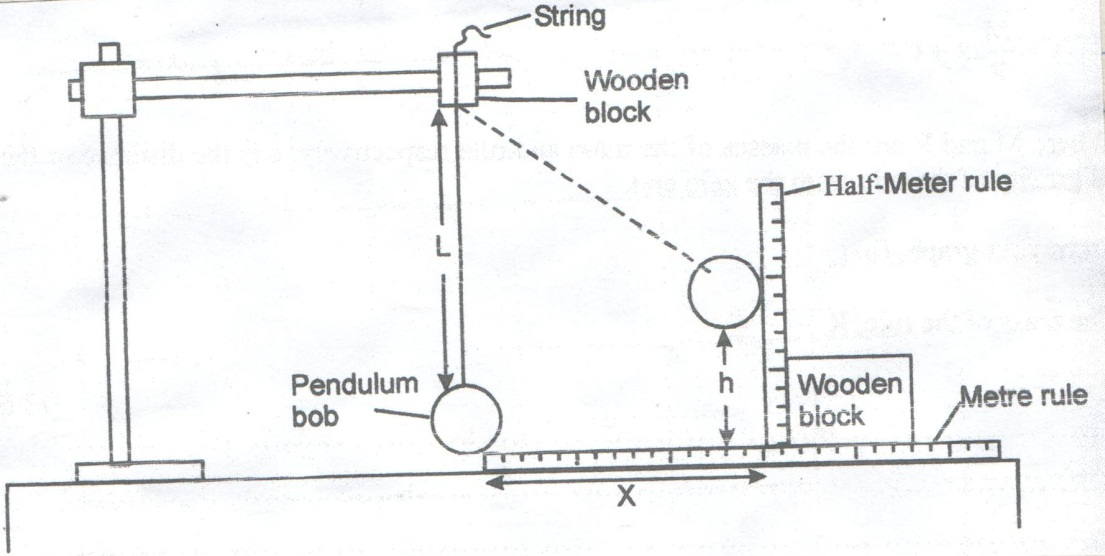 String
Wooden
block
Half-Meter rule
L
Pendulum
bob
h
Wooden
block
Metre rule
X